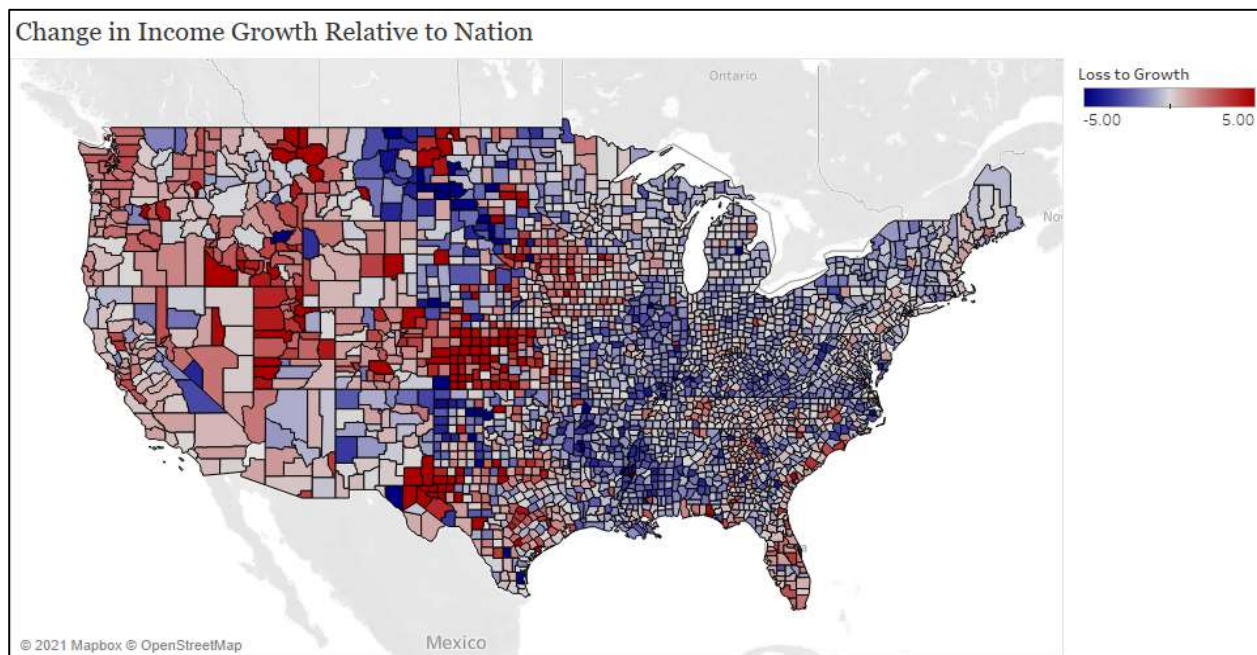 Change in Income Growth Relative to Nation
Loss to Growth
-5.00 5.00
Ontario
Mexico
© 2021 Mapbox © OpenStreetMap